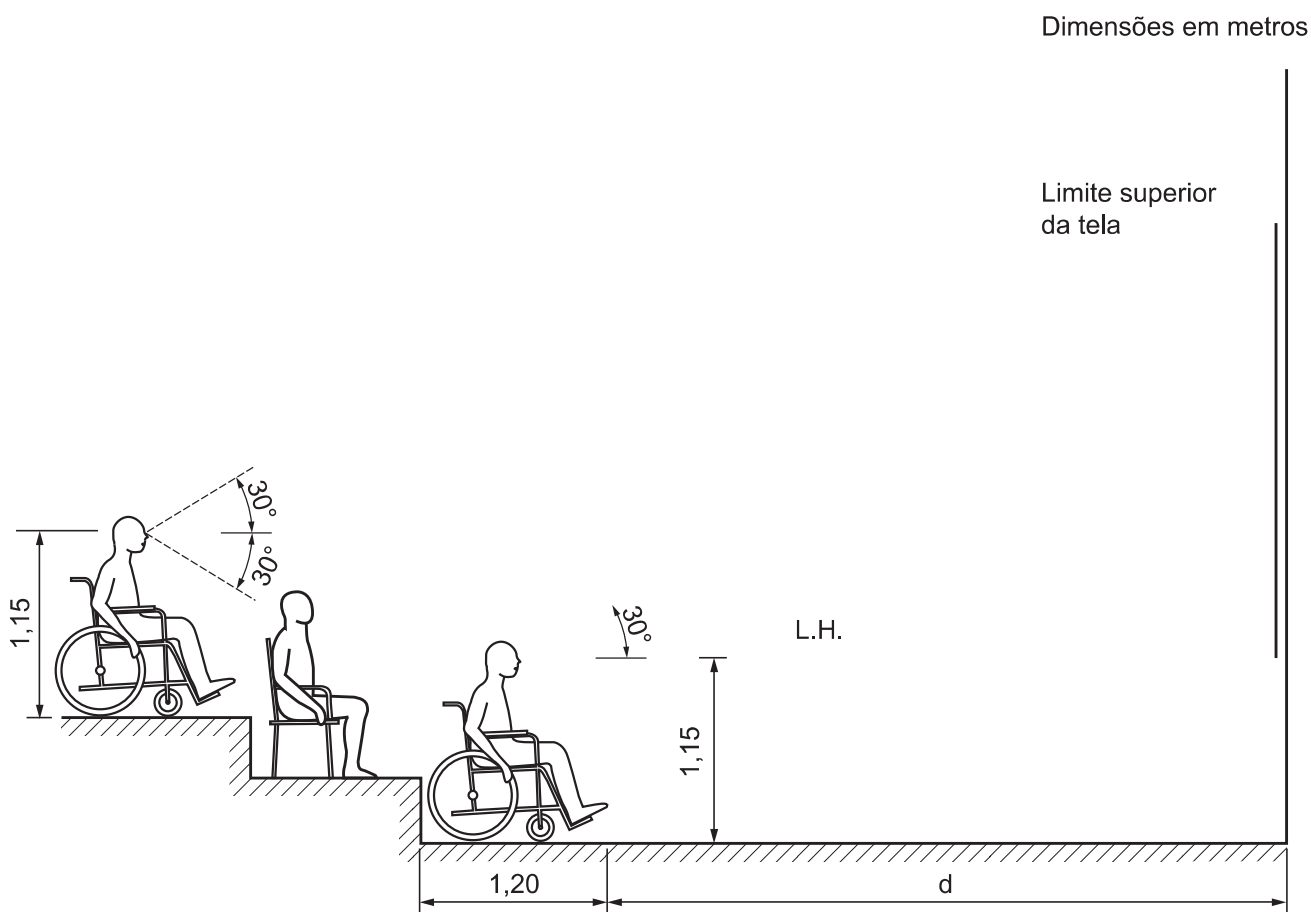 Dimensões em metros
Limite superior
da tela
30°
30°
1,15
30°
L.H.
1,15
1,20
d